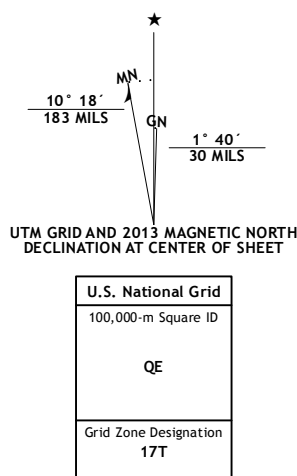 ★
MN
GN
10° 18´
183 MILS
1° 40´
30 MILS
UTM GRID AND 2013 MAGNETIC NORTH
DECLINATION AT CENTER OF SHEET
U.S. National Grid
100,000-m Square ID
QE
Grid Zone Designation
17T